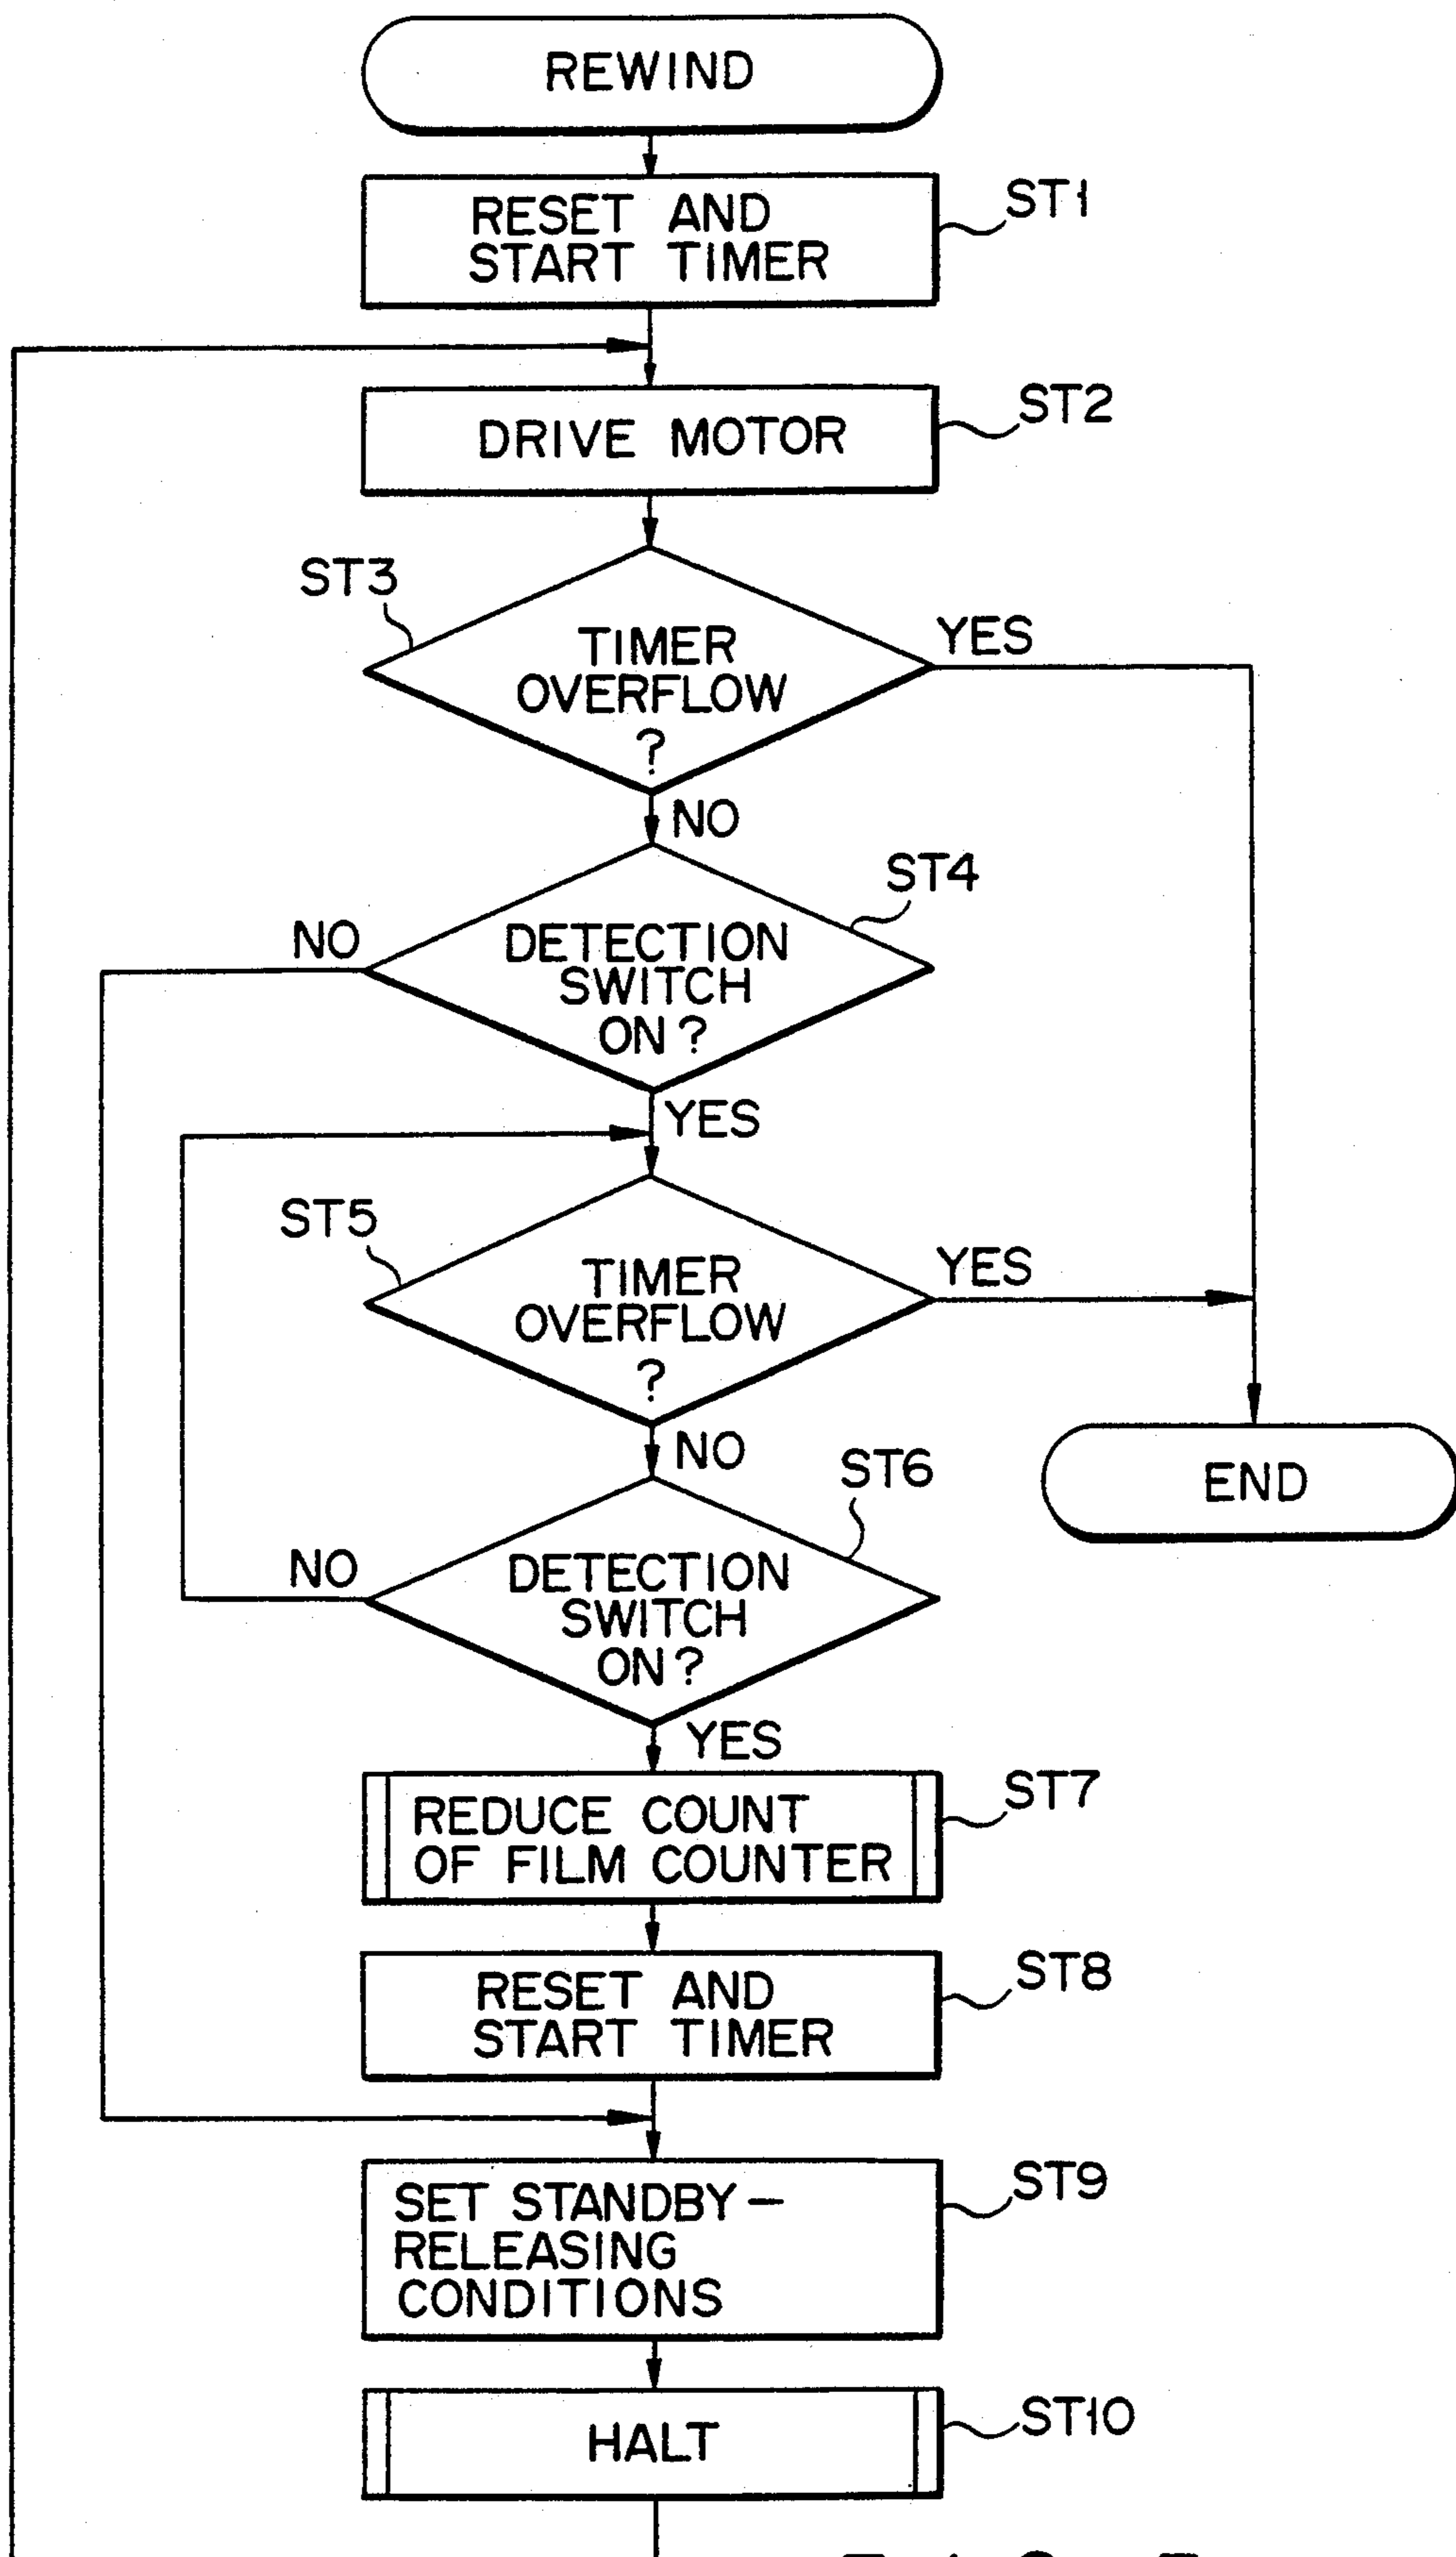 REWIND
RESET AND
START TIMER
ST1
DRIVE MOTOR
ST2
ST3
TIMER
OVERFLOW
?
YES
NO
ST4
NO
DETECTION
SWITCH
ON?
YES
ST5
TIMER
OVERFLOW
?
YES
NO
END
ST6
NO
DETECTION
SWITCH
ON?
YES
REDUCE COUNT
OF FILM COUNTER
ST7
RESET AND
START TIMER
ST8
SET STANDBY–
RELEASING
CONDITIONS
ST9
HALT
ST10